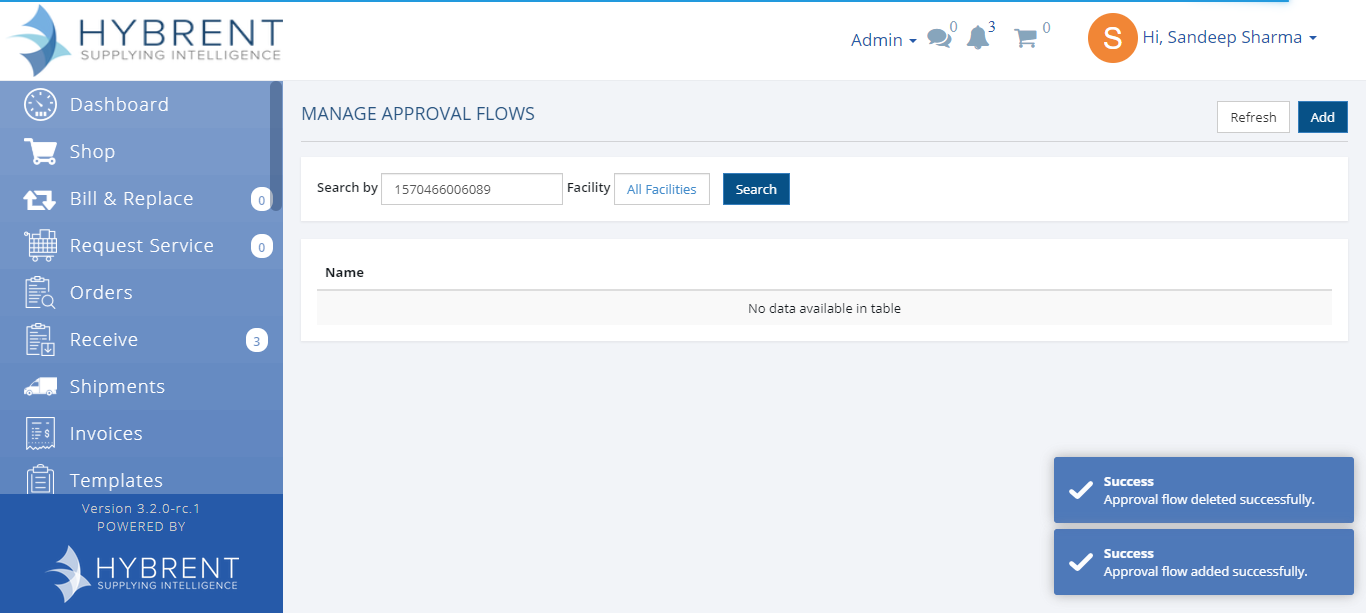 HYBRENT
SUPPLYING INTELLIGENCE
Admin
0
3
0
S
Hi, Sandeep Sharma
Dashboard
Shop
Bill & Replace
0
Request Service
0
Orders
Receive
3
Shipments
Invoices
Templates
Version 3.2.0-rc.1
POWERED BY
HYBRENT
SUPPLYING INTELLIGENCE
MANAGE APPROVAL FLOWS
Refresh
Add
Search by
1570466006089
Facility
All Facilities
Search
Name
No data available in table
Success
Approval flow deleted successfully.
Success
Approval flow added successfully.